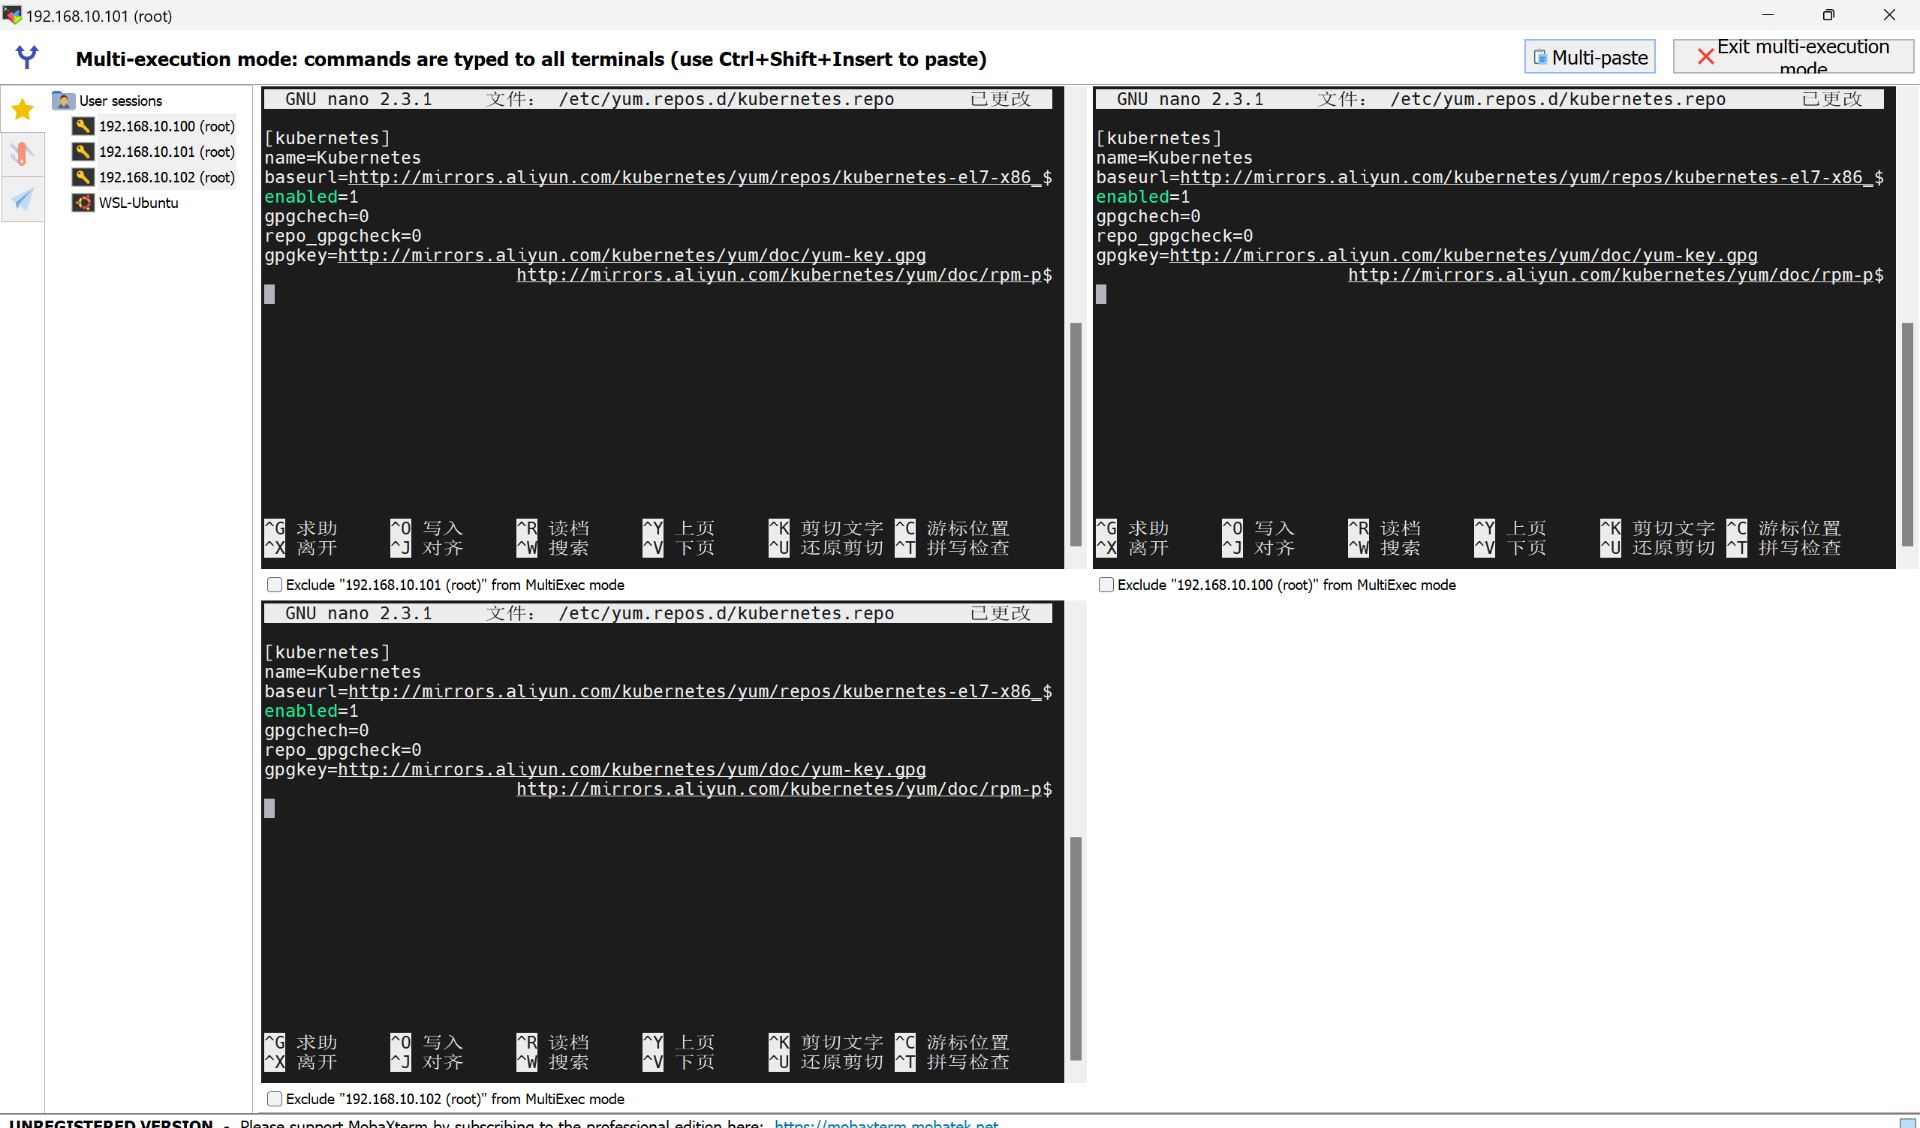 192.168.10.101 (root)
Multi-execution mode: commands are typed to all terminals (use Ctrl+Shift+Insert to paste)
Multi-paste
Exit multi-execution mode
User sessions
192.168.10.100 (root)
192.168.10.101 (root)
192.168.10.102 (root)
WSL-Ubuntu
GNU nano 2.3.1 文件： /etc/yum.repos.d/kubernetes.repo 已更改
[kubernetes]
name=Kubernetes
baseurl=http://mirrors.aliyun.com/kubernetes/yum/repos/kubernetes-el7-x86_$
enabled=1
gpgchech=0
repo_gpgcheck=0
gpgkey=http://mirrors.aliyun.com/kubernetes/yum/doc/yum-key.gpg
http://mirrors.aliyun.com/kubernetes/yum/doc/rpm-p$
^G 求助 ^O 写入 ^R 读档 ^Y 上页 ^K 剪切文字 ^C 游标位置
^X 离开 ^J 对齐 ^W 搜索 ^V 下页 ^U 还原剪切 ^T 拼写检查
Exclude "192.168.10.101 (root)" from MultiExec mode
GNU nano 2.3.1 文件： /etc/yum.repos.d/kubernetes.repo 已更改
[kubernetes]
name=Kubernetes
baseurl=http://mirrors.aliyun.com/kubernetes/yum/repos/kubernetes-el7-x86_$
enabled=1
gpgchech=0
repo_gpgcheck=0
gpgkey=http://mirrors.aliyun.com/kubernetes/yum/doc/yum-key.gpg
http://mirrors.aliyun.com/kubernetes/yum/doc/rpm-p$
^G 求助 ^O 写入 ^R 读档 ^Y 上页 ^K 剪切文字 ^C 游标位置
^X 离开 ^J 对齐 ^W 搜索 ^V 下页 ^U 还原剪切 ^T 拼写检查
Exclude "192.168.10.100 (root)" from MultiExec mode
GNU nano 2.3.1 文件： /etc/yum.repos.d/kubernetes.repo 已更改
[kubernetes]
name=Kubernetes
baseurl=http://mirrors.aliyun.com/kubernetes/yum/repos/kubernetes-el7-x86_$
enabled=1
gpgchech=0
repo_gpgcheck=0
gpgkey=http://mirrors.aliyun.com/kubernetes/yum/doc/yum-key.gpg
http://mirrors.aliyun.com/kubernetes/yum/doc/rpm-p$
^G 求助 ^O 写入 ^R 读档 ^Y 上页 ^K 剪切文字 ^C 游标位置
^X 离开 ^J 对齐 ^W 搜索 ^V 下页 ^U 还原剪切 ^T 拼写检查
Exclude "192.168.10.102 (root)" from MultiExec mode
UNREGISTERED VERSION - Please support MobaXterm by subscribing to the professional edition here: https://mobaxterm.mobatek.net